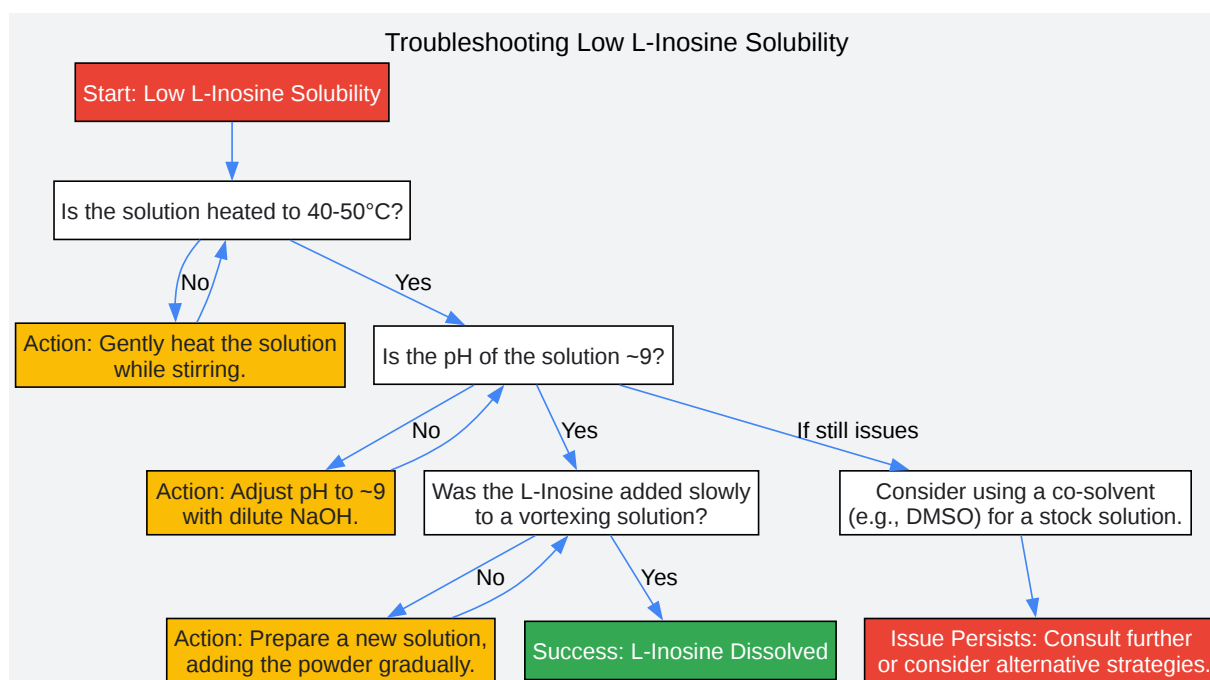 Troubleshooting Low L-Inosine Solubility
Start: Low L-Inosine Solubility
Is the solution heated to 40-50°C?
No
Yes
Action: Gently heat the solution
while stirring.
Is the pH of the solution ~9?
No
Yes
If still issues
Action: Adjust pH to ~9
with dilute NaOH.
Was the L-Inosine added slowly
to a vortexing solution?
Consider using a co-solvent
(e.g., DMSO) for a stock solution.
No
Yes
Action: Prepare a new solution,
adding the powder gradually.
Success: L-Inosine Dissolved
Issue Persists: Consult further
or consider alternative strategies.